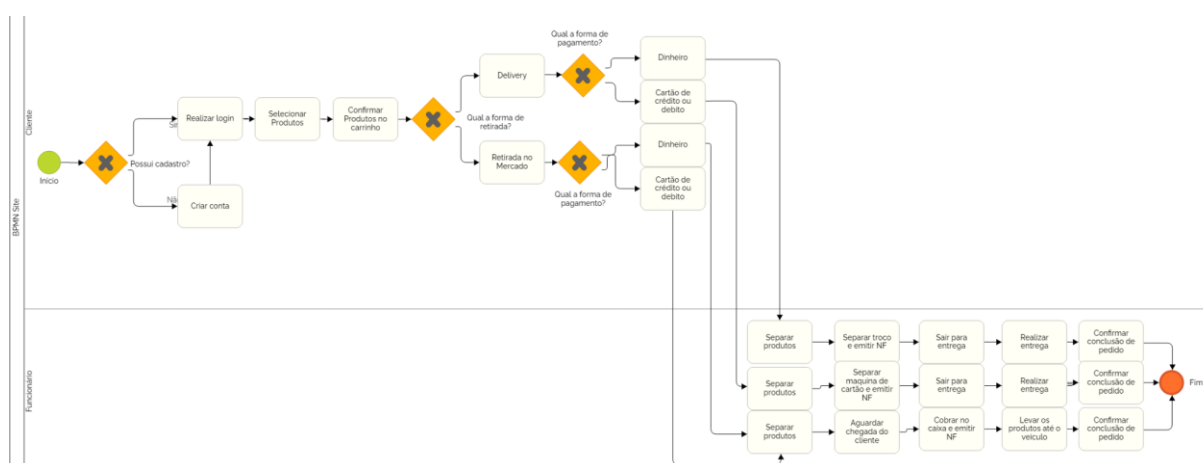 BPMN Site
Cliente
Início
Possui cadastro?
Realizar login
Criar conta
Selecionar
Produtos
Confirmar
Produtos no
carrinho
Qual a forma de
retirada?
Delivery
Retirada no
Mercado
Qual a forma de
pagamento?
Qual a forma de
pagamento?
Dinheiro
Cartão de
crédito ou
debito
Dinheiro
Cartão de
crédito ou
debito
Funcionário
Separar
produtos
Separar troco
e emitir NF
Sair para
entrega
Realizar
entrega
Confirmar
conclusão de
pedido
Separar
produtos
Separar
maquina de
cartão e emitir
NF
Sair para
entrega
Realizar
entrega
Confirmar
conclusão de
pedido
Fim
Separar
produtos
Aguardar
chegada do
cliente
Cobrar no
caixa e emitir
NF
Levar os
produtos até o
veículo
Confirmar
conclusão de
pedido